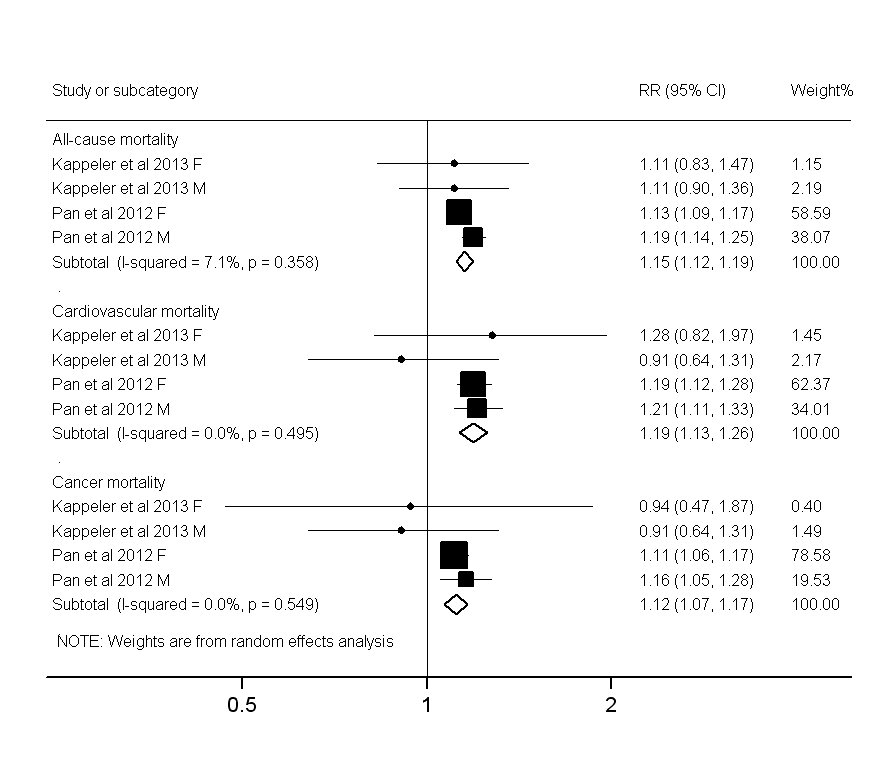 Study or subcategory RR (95% CI) Weight%
All-cause mortality
Kappeler et al 2013 F 1.11 (0.83, 1.47) 1.15
Kappeler et al 2013 M 1.11 (0.90, 1.36) 2.19
Pan et al 2012 F 1.13 (1.09, 1.17) 58.59
Pan et al 2012 M 1.19 (1.14, 1.25) 38.07
Subtotal (I-squared = 7.1%, p = 0.358) 1.15 (1.12, 1.19) 100.00
.
Cardiovascular mortality
Kappeler et al 2013 F 1.28 (0.82, 1.97) 1.45
Kappeler et al 2013 M 0.91 (0.64, 1.31) 2.17
Pan et al 2012 F 1.19 (1.12, 1.28) 62.37
Pan et al 2012 M 1.21 (1.11, 1.33) 34.01
Subtotal (I-squared = 0.0%, p = 0.495) 1.19 (1.13, 1.26) 100.00
.
Cancer mortality
Kappeler et al 2013 F 0.94 (0.47, 1.87) 0.40
Kappeler et al 2013 M 0.91 (0.64, 1.31) 1.49
Pan et al 2012 F 1.11 (1.06, 1.17) 78.58
Pan et al 2012 M 1.16 (1.05, 1.28) 19.53
Subtotal (I-squared = 0.0%, p = 0.549) 1.12 (1.07, 1.17) 100.00
NOTE: Weights are from random effects analysis
0.5 1 2